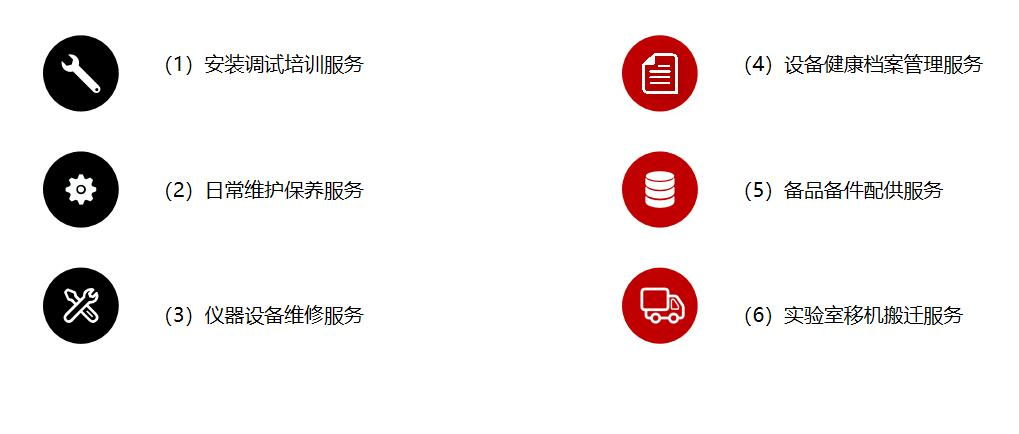 （1）安装调试培训服务
（2）日常维护保养服务
（3）仪器设备维修服务
（4）设备健康档案管理服务
（5）备品备件配供服务
（6）实验室移机搬迁服务